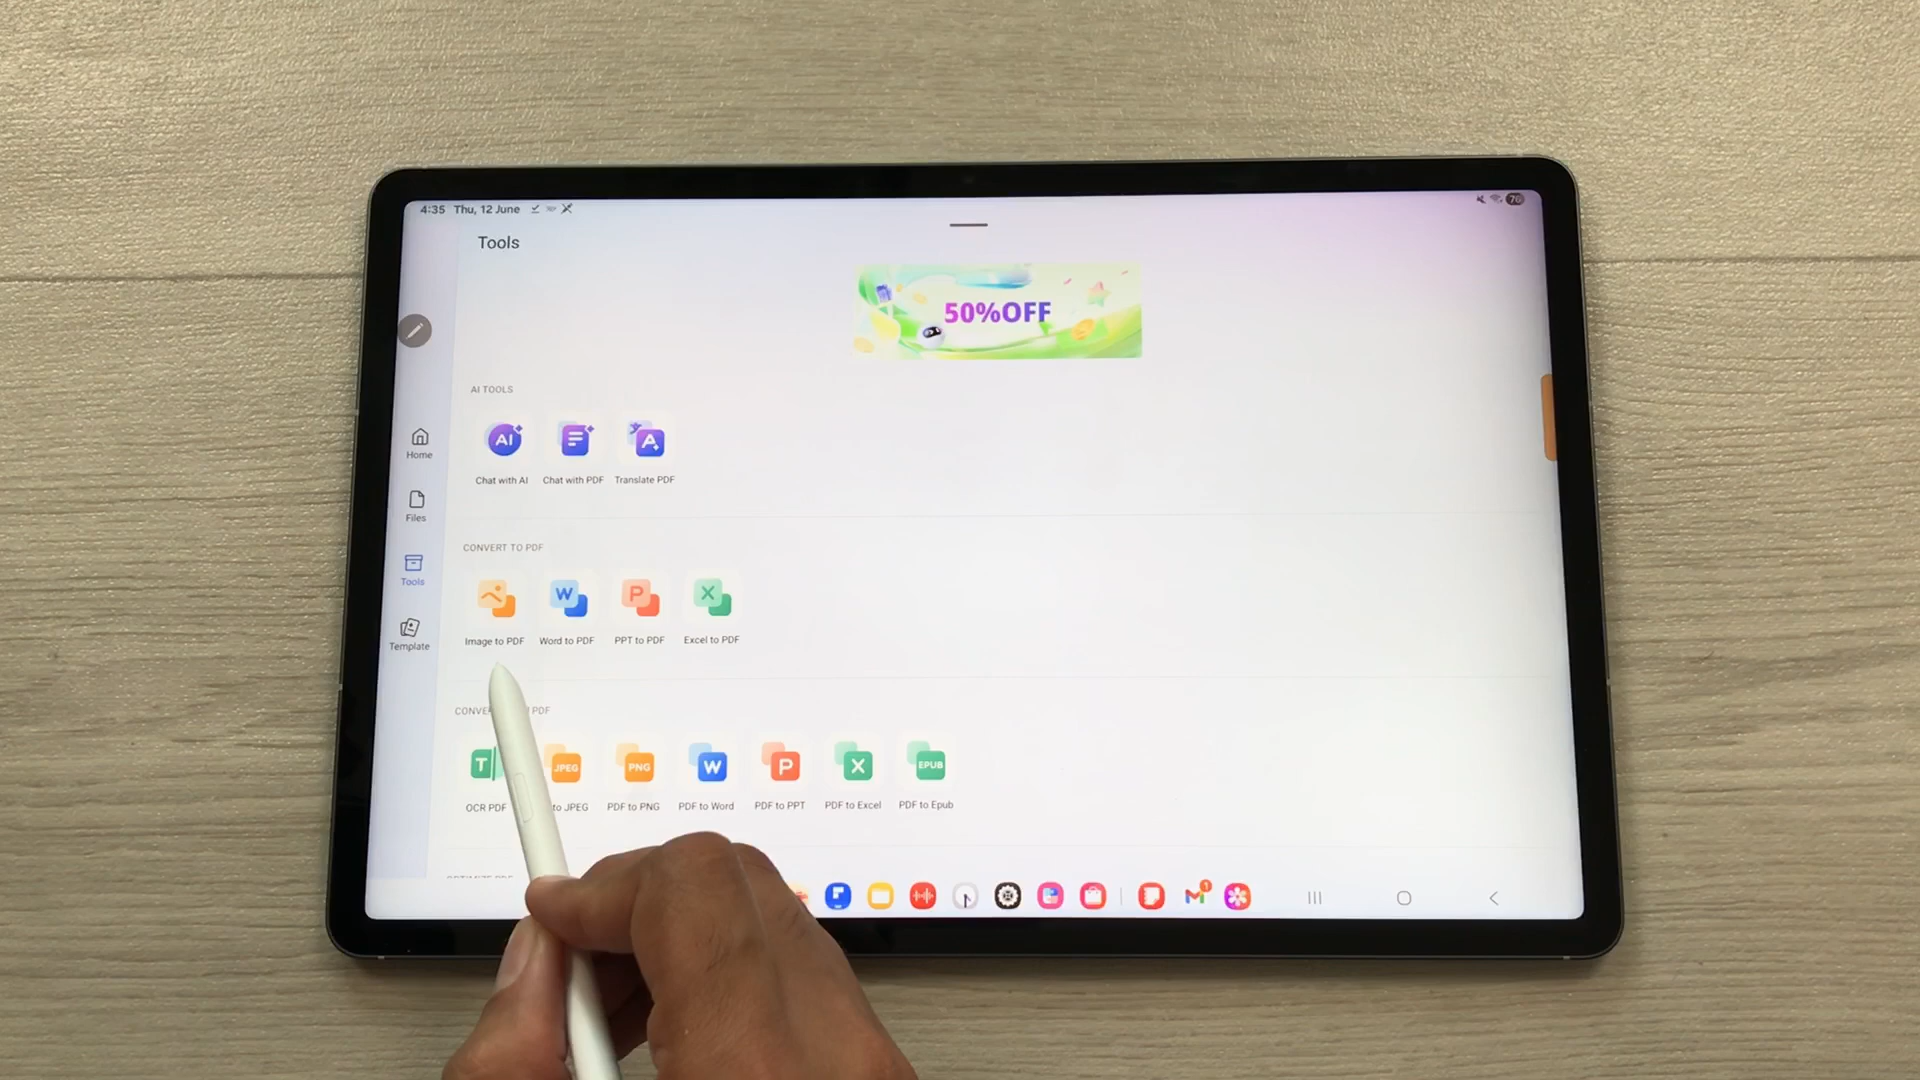 4:35 Thu, 12 June
70
Tools
50%OFF
AI TOOLS
AI
A
Chat with AI
Chat with PDF
Translate PDF
Home
Files
Tools
Template
CONVERT TO PDF
W
P
X
Image to PDF
Word to PDF
PPT to PDF
Excel to PDF
PDF
T
JPEG
PNG
W
P
X
EPUB
OCR PDF
to JPEG
PDF to PNG
PDF to Word
PDF to PPT
PDF to Excel
PDF to Epub
1